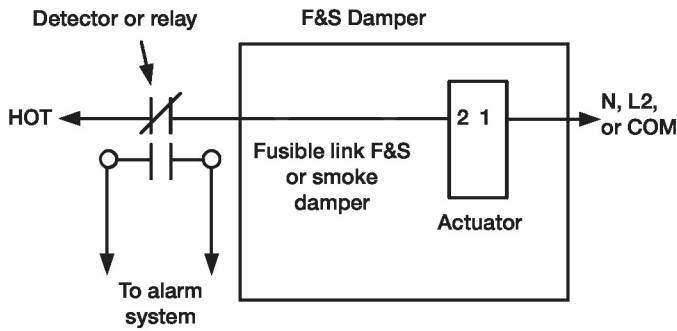 Detector or relay
F&S Damper
HOT
2 1
N, L2,
or COM
Fusible link F&S
or smoke
damper
Actuator
To alarm
system